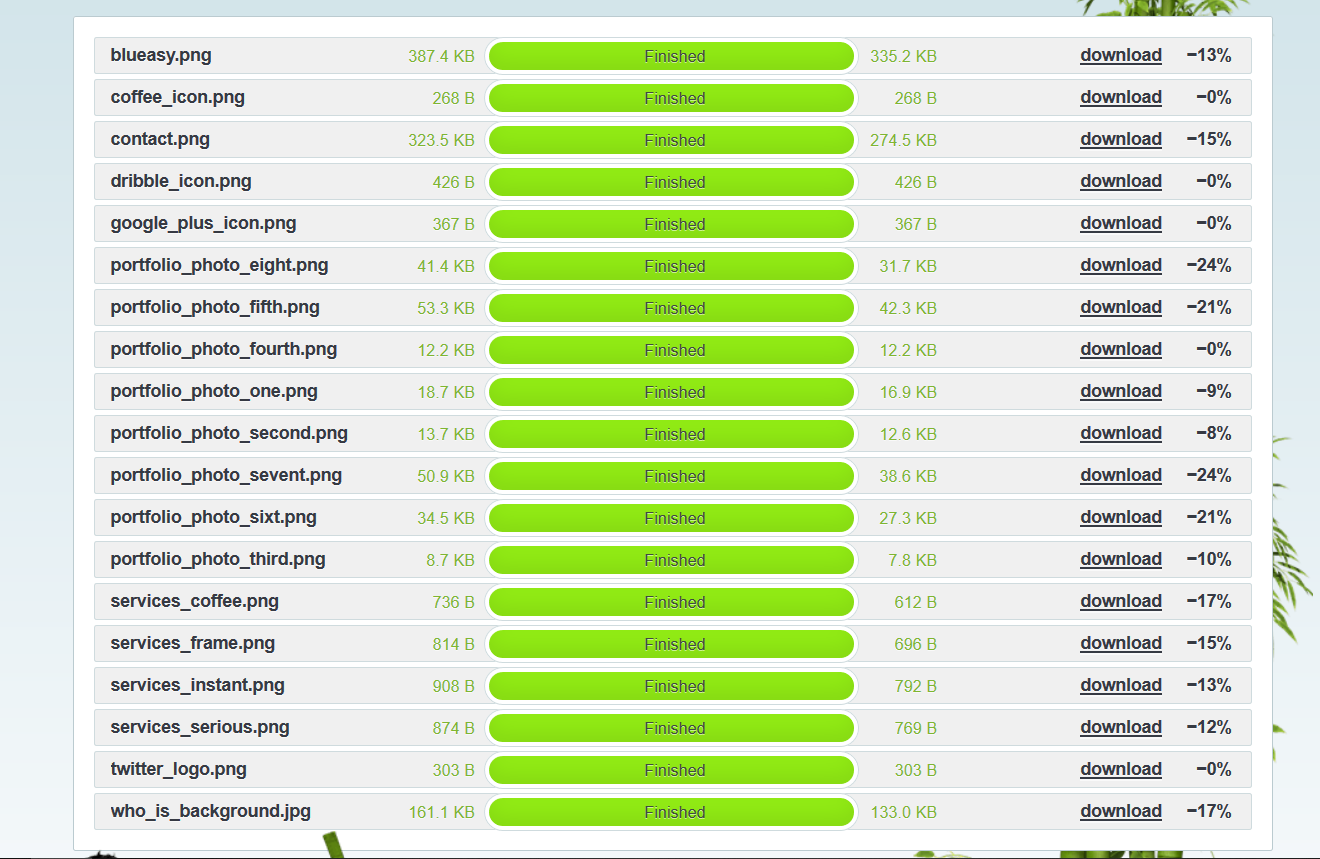 blueasy.png 387.4 KB Finished 335.2 KB download −13%
coffee_icon.png 268 B Finished 268 B download −0%
contact.png 323.5 KB Finished 274.5 KB download −15%
dribble_icon.png 426 B Finished 426 B download −0%
google_plus_icon.png 367 B Finished 367 B download −0%
portfolio_photo_eight.png 41.4 KB Finished 31.7 KB download −24%
portfolio_photo_fifth.png 53.3 KB Finished 42.3 KB download −21%
portfolio_photo_fourth.png 12.2 KB Finished 12.2 KB download −0%
portfolio_photo_one.png 18.7 KB Finished 16.9 KB download −9%
portfolio_photo_second.png 13.7 KB Finished 12.6 KB download −8%
portfolio_photo_sevent.png 50.9 KB Finished 38.6 KB download −24%
portfolio_photo_sixt.png 34.5 KB Finished 27.3 KB download −21%
portfolio_photo_third.png 8.7 KB Finished 7.8 KB download −10%
services_coffee.png 736 B Finished 612 B download −17%
services_frame.png 814 B Finished 696 B download −15%
services_instant.png 908 B Finished 792 B download −13%
services_serious.png 874 B Finished 769 B download −12%
twitter_logo.png 303 B Finished 303 B download −0%
who_is_background.jpg 161.1 KB Finished 133.0 KB download −17%